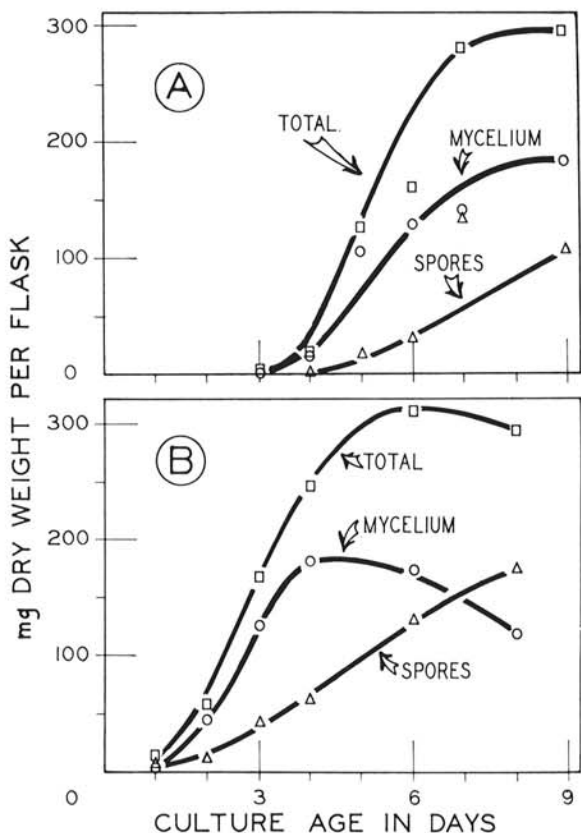 300
A
TOTAL.
MYCELIUM
200
SPORES
100
0
300
B
TOTAL
MYCELIUM
200
SPORES
100
0 3 6 9
CULTURE AGE IN DAYS
mg DRY WEIGHT PER FLASK